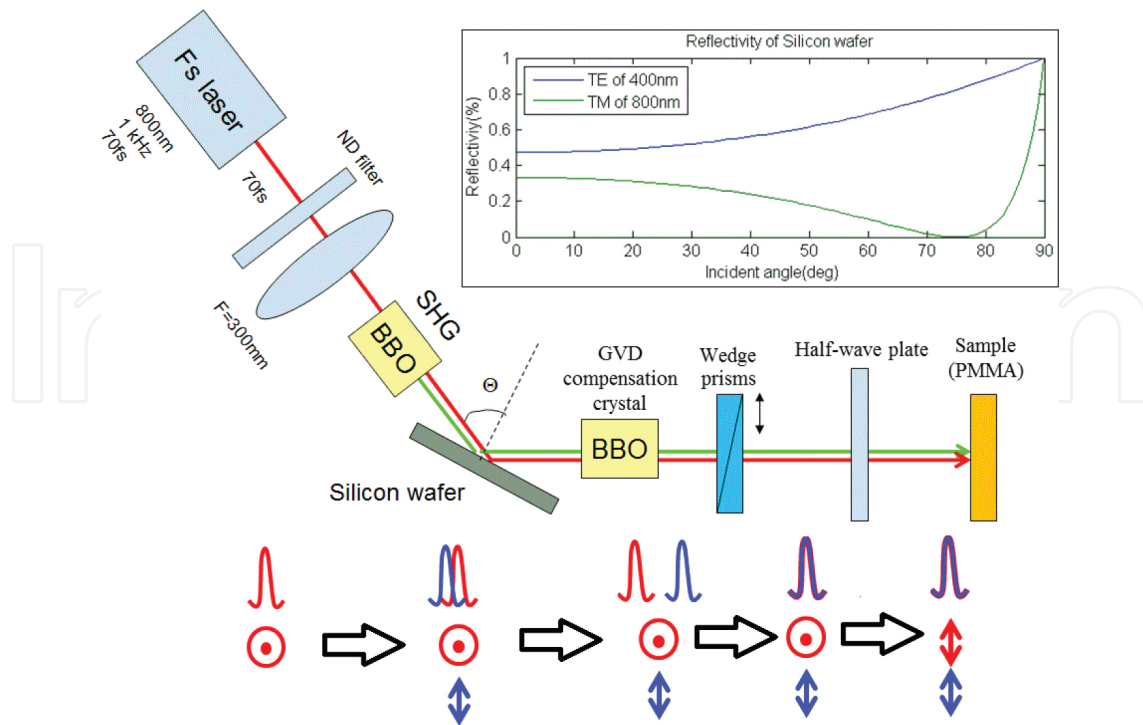 Fs laser
800nm
1 kHz
70fs
70fs
ND filter
F=300mm
BBO
SHG
Θ
Silicon wafer
Reflectivity of Silicon wafer
TE of 400nm
TM of 800nm
Reflectiviy(%)
1
0.8
0.6
0.4
0.2
0
0 10 20 30 40 50 60 70 80 90
Incident angle(deg)
GVD
compensation
crystal
BBO
Wedge
prisms
Half-wave plate
Sample
(PMMA)